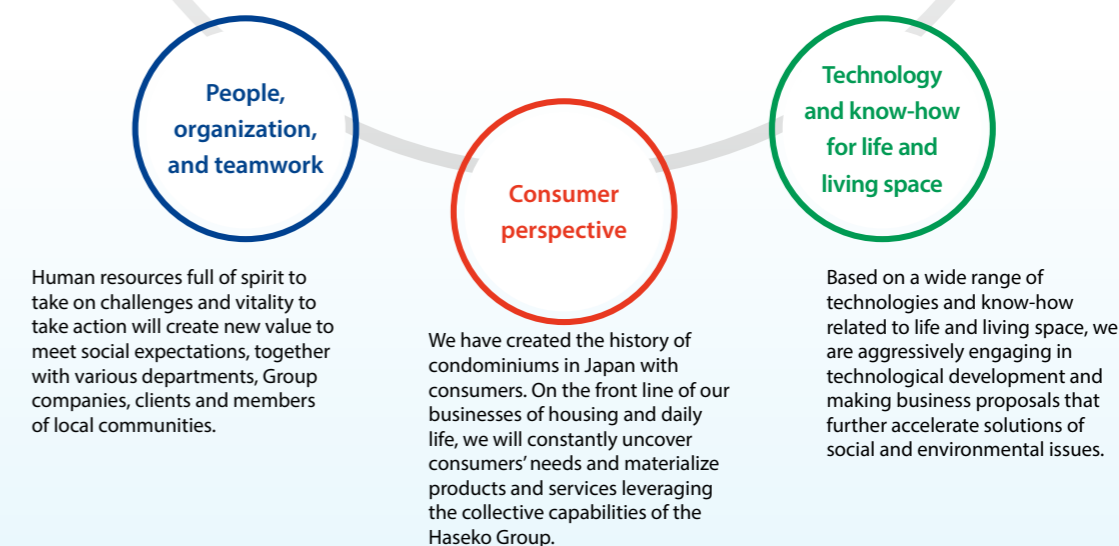 People,
organization,
and teamwork
Human resources full of spirit to
take on challenges and vitality to
take action will create new value to
meet social expectations, together
with various departments, Group
companies, clients and members
of local communities.
Consumer
perspective
We have created the history of
condominiums in Japan with
consumers. On the front line of our
businesses of housing and daily
life, we will constantly uncover
consumers’ needs and materialize
products and services leveraging
the collective capabilities of the
Haseko Group.
Technology
and know-how
for life and
living space
Based on a wide range of
technologies and know-how
related to life and living space, we
are aggressively engaging in
technological development and
making business proposals that
further accelerate solutions of
social and environmental issues.